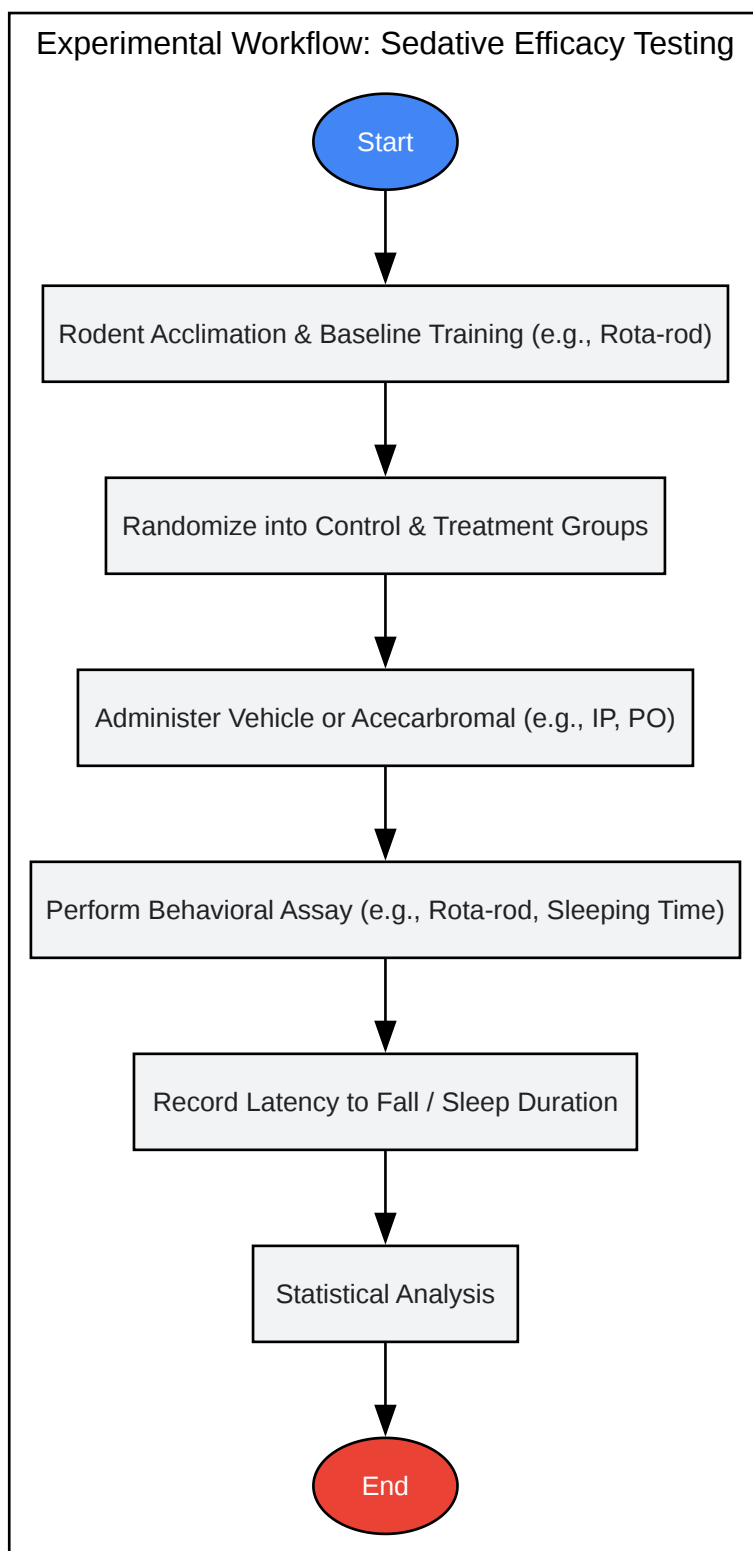 Experimental Workflow: Sedative Efficacy Testing
Start
Rodent Acclimation & Baseline Training (e.g., Rota-rod)
Randomize into Control & Treatment Groups
Administer Vehicle or Acecarbromal (e.g., IP, PO)
Perform Behavioral Assay (e.g., Rota-rod, Sleeping Time)
Record Latency to Fall / Sleep Duration
Statistical Analysis
End